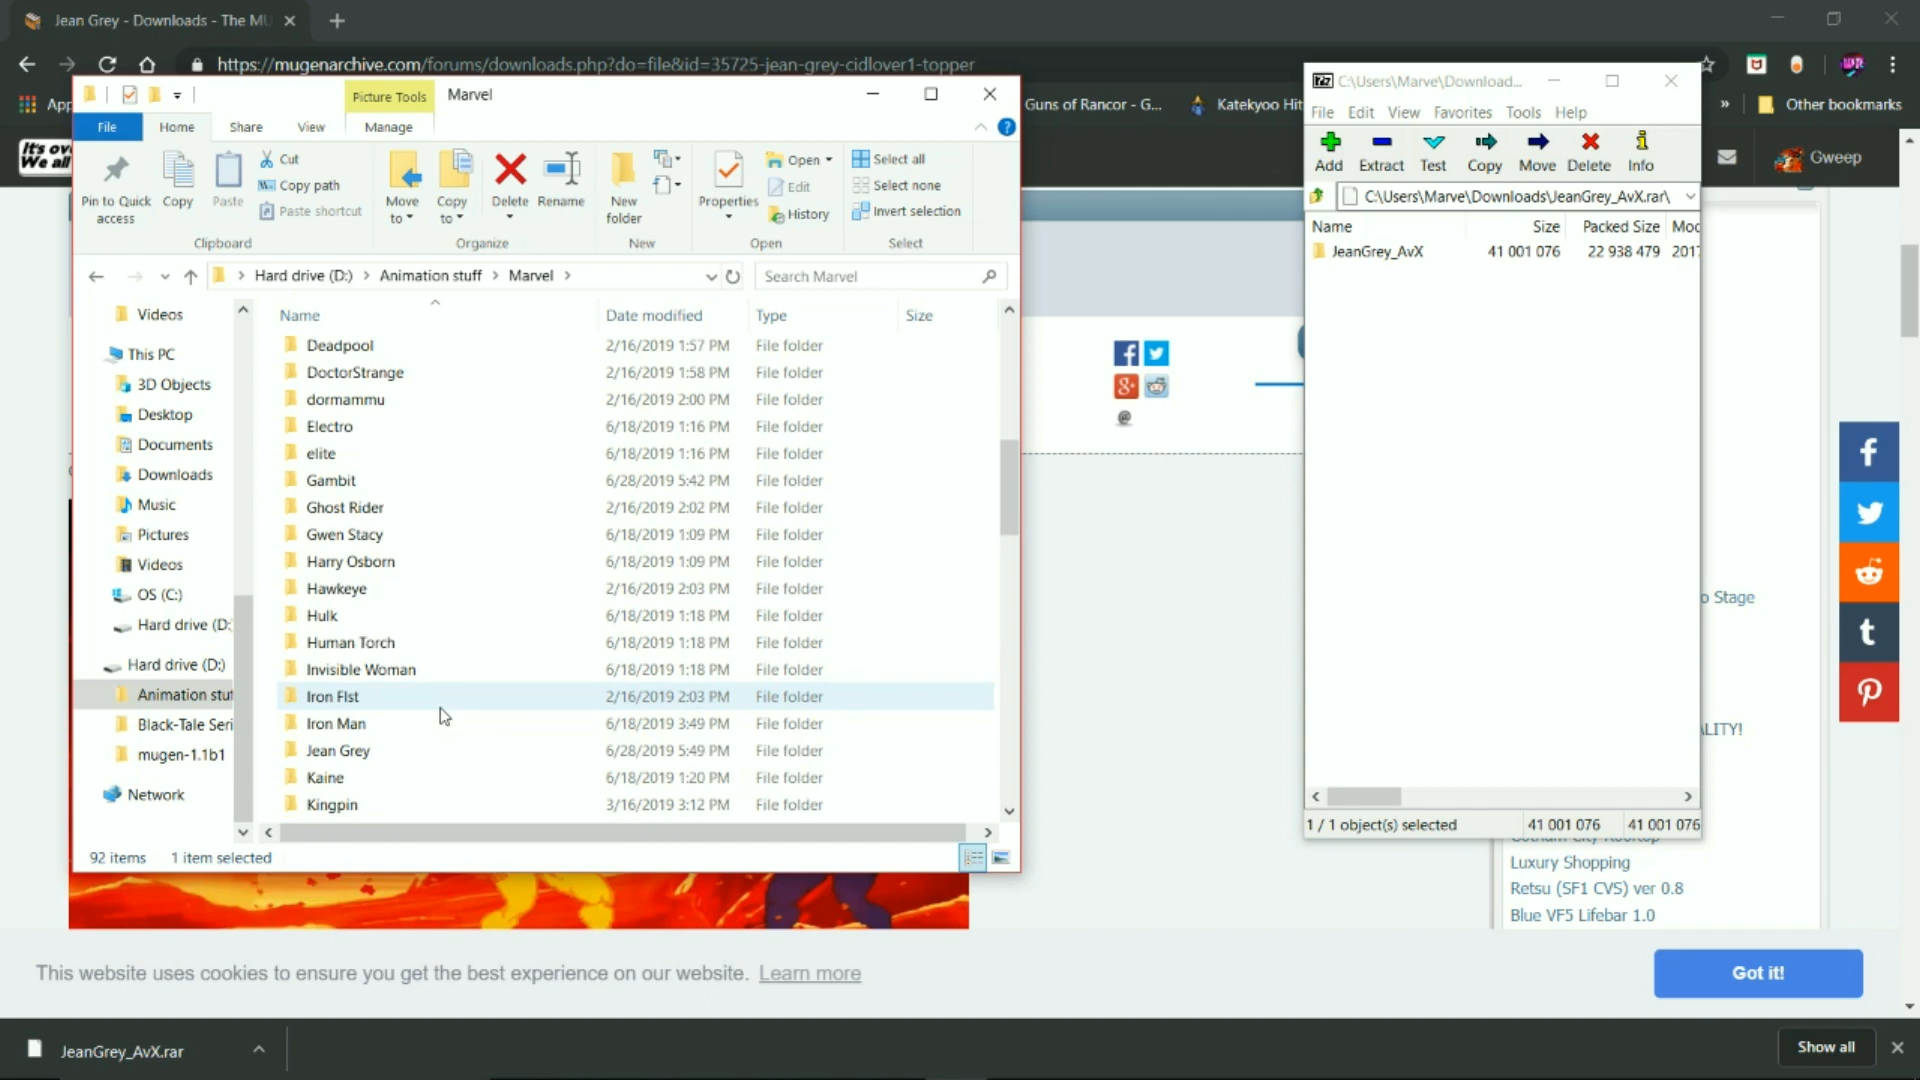 Jean Grey - Downloads - The MU
https://mugenarchive.com/forums/downloads.php?do=file&id=35725-jean-grey-cidlover1-topper
App
Guns of Rancor - G...
Katekyoo Hit
»
Other bookmarks
It's ov
We all
Gweep
Picture Tools
Marvel
File
Home
Share
View
Manage
Pin to Quick access
Copy
Paste
Cut
Copy path
Paste shortcut
Clipboard
Move to
Copy to
Delete
Rename
Organize
New folder
New
Properties
Open
Edit
History
Open
Select all
Select none
Invert selection
Select
Hard drive (D:) > Animation stuff > Marvel >
Search Marvel
Videos
This PC
3D Objects
Desktop
Documents
Downloads
Music
Pictures
Videos
OS (C:)
Hard drive (D:
Hard drive (D:)
Animation stuf
Black-Tale Seri
mugen-1.1b1
Network
Name Date modified Type Size
Deadpool 2/16/2019 1:57 PM File folder
DoctorStrange 2/16/2019 1:58 PM File folder
dormammu 2/16/2019 2:00 PM File folder
Electro 6/18/2019 1:16 PM File folder
elite 6/18/2019 1:16 PM File folder
Gambit 6/28/2019 5:42 PM File folder
Ghost Rider 2/16/2019 2:02 PM File folder
Gwen Stacy 6/18/2019 1:09 PM File folder
Harry Osborn 6/18/2019 1:09 PM File folder
Hawkeye 2/16/2019 2:03 PM File folder
Hulk 6/18/2019 1:18 PM File folder
Human Torch 6/18/2019 1:18 PM File folder
Invisible Woman 6/18/2019 1:18 PM File folder
Iron FIst 2/16/2019 2:03 PM File folder
Iron Man 6/18/2019 3:49 PM File folder
Jean Grey 6/28/2019 5:49 PM File folder
Kaine 6/18/2019 1:20 PM File folder
Kingpin 3/16/2019 3:12 PM File folder
92 items 1 item selected
C:\Users\Marve\Download...
File Edit View Favorites Tools Help
Add Extract Test Copy Move Delete Info
C:\Users\Marve\Downloads\JeanGrey_AvX.rar\
Name Size Packed Size Moc
JeanGrey_AvX 41 001 076 22 938 479 2017
1 / 1 object(s) selected 41 001 076 41 001 076
o Stage
LITY!
Luxury Shopping
Retsu (SF1 CVS) ver 0.8
Blue VF5 Lifebar 1.0
This website uses cookies to ensure you get the best experience on our website. Learn more
Got it!
JeanGrey_AvX.rar
Show all